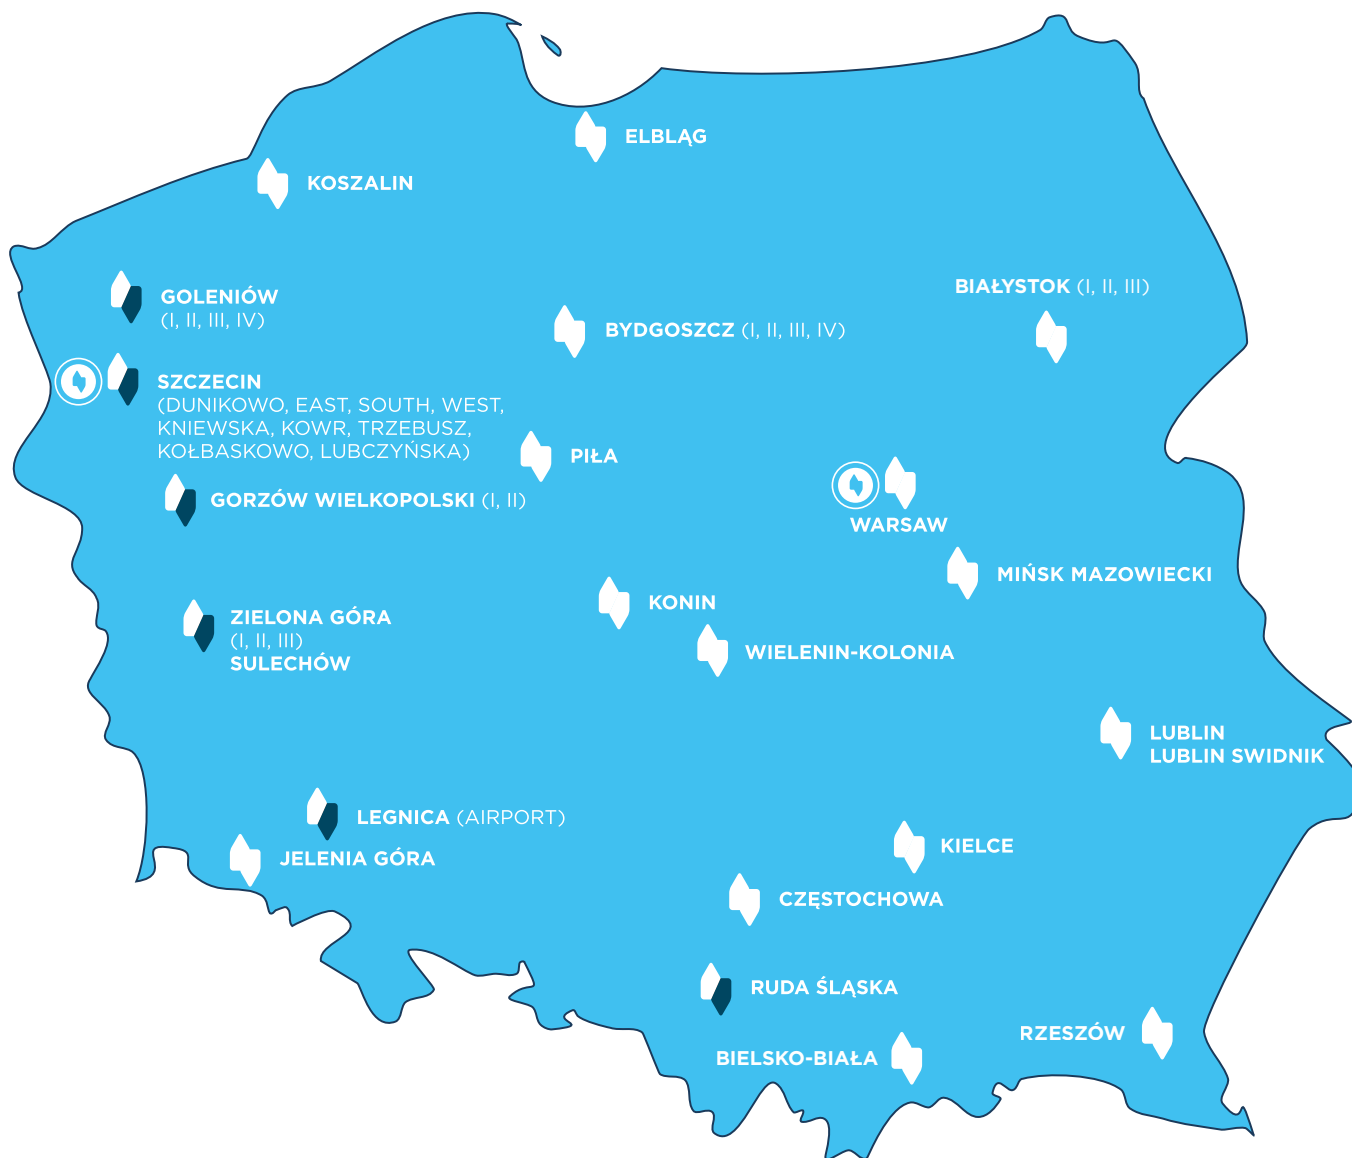 ELBLĄG
KOSZALIN
BIAŁYSTOK (I, II, III)
GOLENIÓW
(I, II, III, IV)
BYDGOSZCZ (I, II, III, IV)
SZCZECIN
(DUNIKOWO, EAST, SOUTH, WEST,
KNIEWSKA, KOWR, TRZEBUSZ,
KOŁBASKOWO, LUBCZYŃSKA)
PIŁA
GORZÓW WIELKOPOLSKI (I, II)
WARSAW
MIŃSK MAZOWIECKI
KONIN
ZIELONA GÓRA
(I, II, III)
SULECHÓW
WIELENIN-KOLONIA
LUBLIN
LUBLIN SWIDNIK
LEGNICA (AIRPORT)
KIELCE
JELENIA GÓRA
CZĘSTOCHOWA
RUDA ŚLĄSKA
RZESZÓW
BIELSKO-BIAŁA